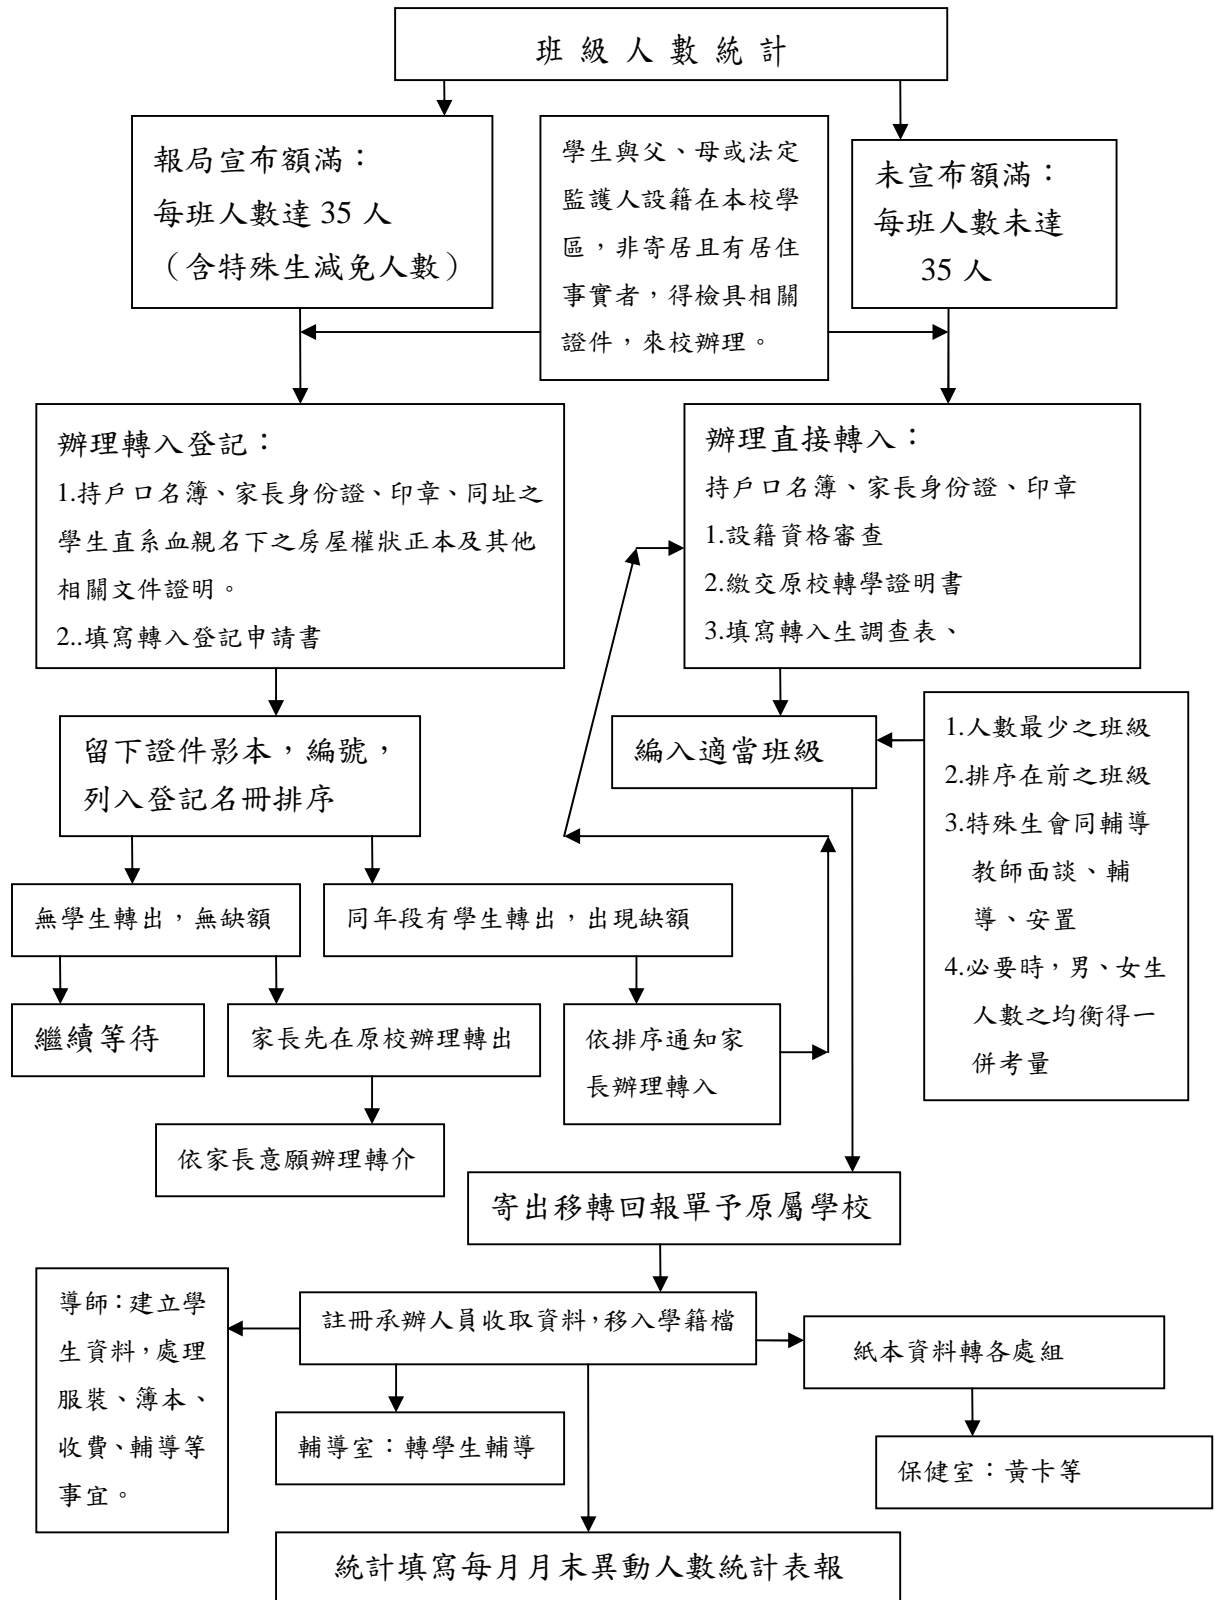 班級人數統計
報局宣布額滿：
每班人數達 35 人
（含特殊生減免人數）
學生與父、母或法定
監護人設籍在本校學
區，非寄居且有居住
事實者，得檢具相關
證件，來校辦理。
未宣布額滿：
每班人數未達
35 人
辦理轉入登記：
1.持戶口名簿、家長身份證、印章、同址之
學生直系血親名下之房屋權狀正本及其他
相關文件證明。
2..填寫轉入登記申請書
辦理直接轉入：
持戶口名簿、家長身份證、印章
1.設籍資格審查
2.繳交原校轉學證明書
3.填寫轉入生調查表、
留下證件影本，編號，
列入登記名冊排序
編入適當班級
1.人數最少之班級
2.排序在前之班級
3.特殊生會同輔導
教師面談、輔
導、安置
4.必要時，男、女生
人數之均衡得一
併考量
無學生轉出，無缺額
同年段有學生轉出，出現缺額
繼續等待
家長先在原校辦理轉出
依排序通知家
長辦理轉入
依家長意願辦理轉介
寄出移轉回報單予原屬學校
導師：建立學
生資料，處理
服裝、簿本、
收費、輔導等
事宜。
註冊承辦人員收取資料，移入學籍檔
紙本資料轉各處組
輔導室：轉學生輔導
保健室：黃卡等
統計填寫每月月末異動人數統計表報